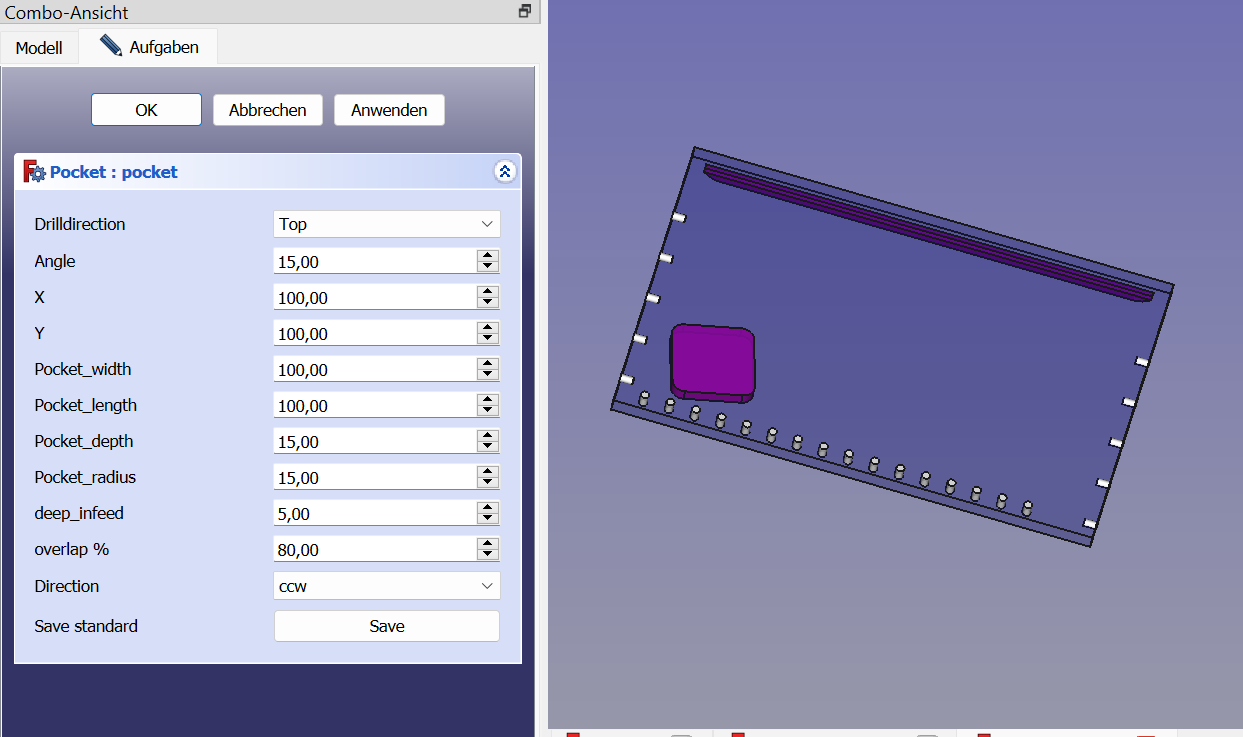 Combo-Ansicht
Modell Aufgaben
OK Abbrechen Anwenden
Pocket : pocket
Drilldirection Top
Angle 15,00
X 100,00
Y 100,00
Pocket_width 100,00
Pocket_length 100,00
Pocket_depth 15,00
Pocket_radius 15,00
deep_infeed 5,00
overlap % 80,00
Direction ccw
Save standard Save